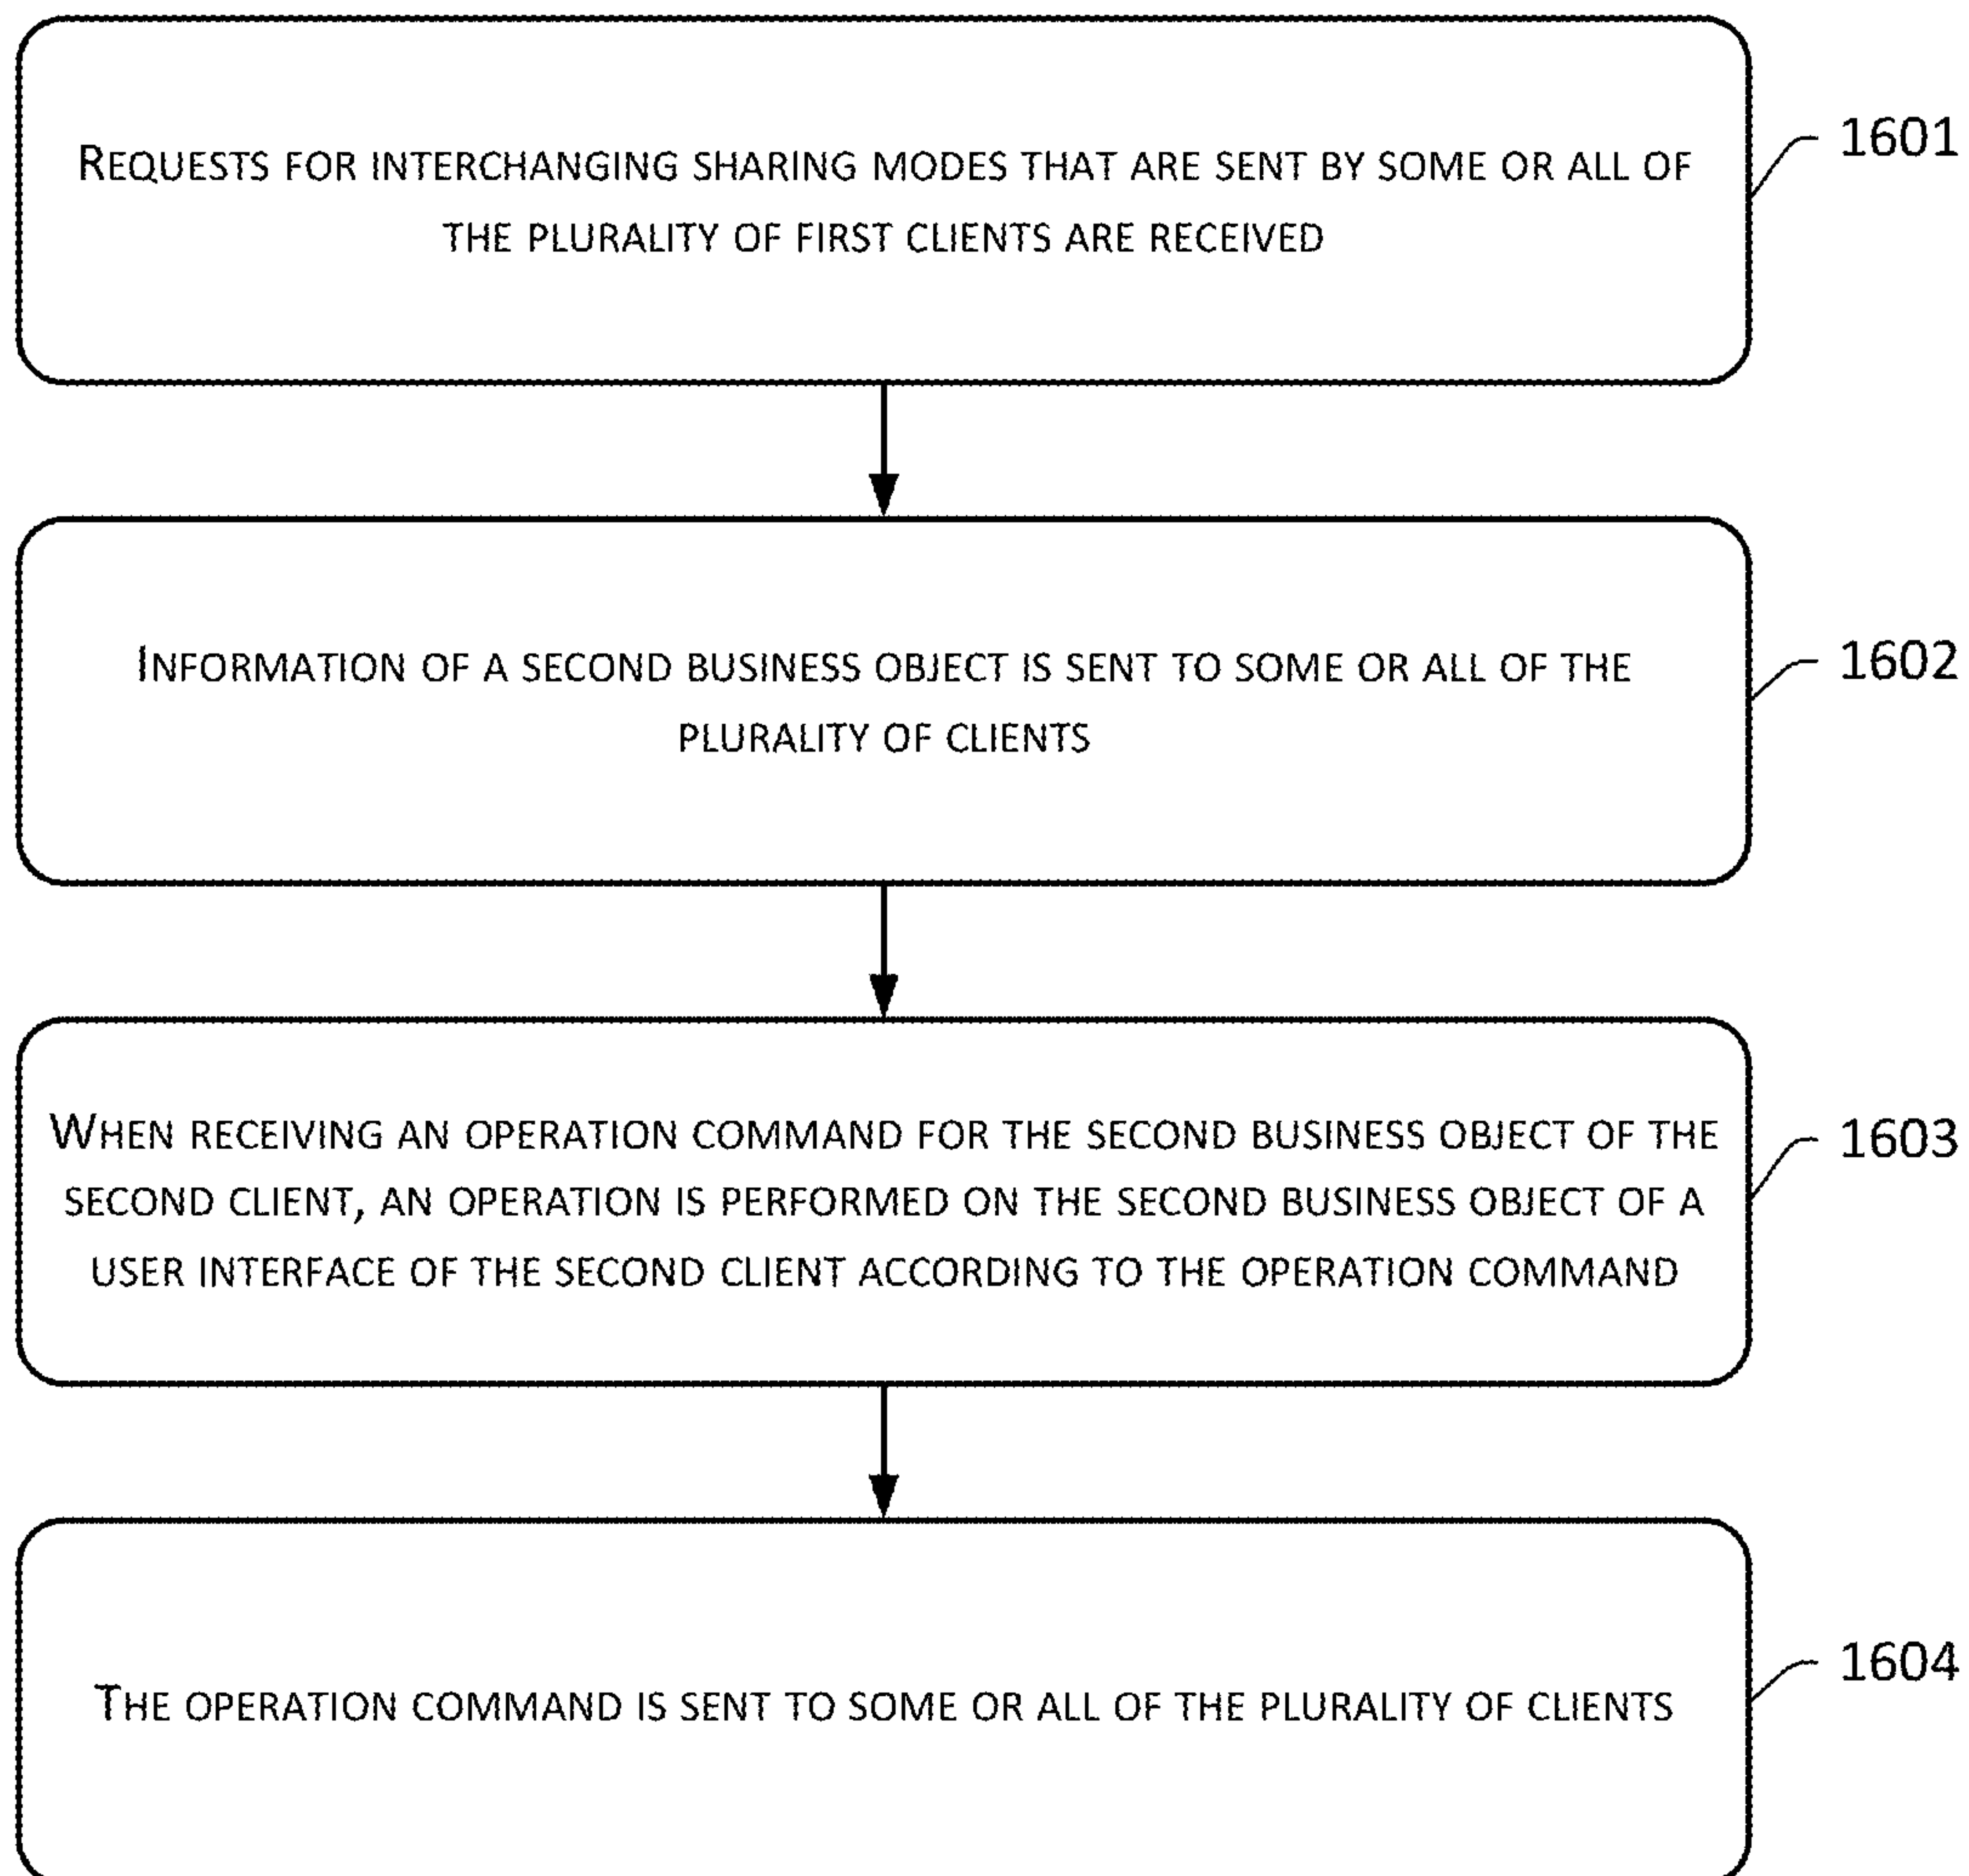 REQUESTS FOR INTERCHANGING SHARING MODES THAT ARE SENT BY SOME OR ALL OF
THE PLURALITY OF FIRST CLIENTS ARE RECEIVED
1601
INFORMATION OF A SECOND BUSINESS OBJECT IS SENT TO SOME OR ALL OF THE
PLURALITY OF CLIENTS
1602
WHEN RECEIVING AN OPERATION COMMAND FOR THE SECOND BUSINESS OBJECT OF THE
SECOND CLIENT, AN OPERATION IS PERFORMED ON THE SECOND BUSINESS OBJECT OF A
USER INTERFACE OF THE SECOND CLIENT ACCORDING TO THE OPERATION COMMAND
1603
THE OPERATION COMMAND IS SENT TO SOME OR ALL OF THE PLURALITY OF CLIENTS
1604